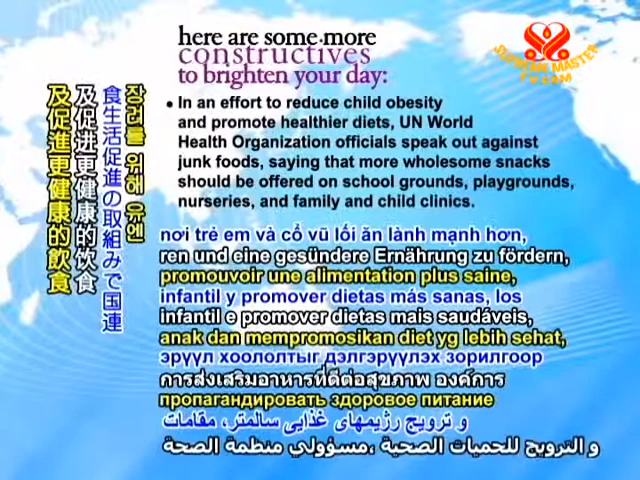 here are some more
constructives
to brighten your day:
SUPREME MASTER
TV.COM
• In an effort to reduce child obesity
and promote healthier diets, UN World
Health Organization officials speak out against
junk foods, saying that more wholesome snacks
should be offered on school grounds, playgrounds,
nurseries, and family and child clinics.
장려를 위해 유엔
食生活促進の取組みで国連
及促进更健康的饮食
及促進更健康的飲食
nơi trẻ em và cổ vũ lối ăn lành mạnh hơn,
ren und eine gesündere Ernährung zu fördern,
promouvoir une alimentation plus saine,
infantil y promover dietas más sanas, los
infantil e promover dietas mais saudáveis,
anak dan mempromosikan diet yg lebih sehat,
эрүүл хоололтыг дэлгэрүүлэх зорилгоор
การส่งเสริมอาหารที่ดีต่อสุขภาพ องค์การ
пропагандировать здоровое питание
و ترویج رژیمهای غذایی سالمتر، مقامات
و الترويج للحميات الصحية ،مسؤولي منظمة الصحة